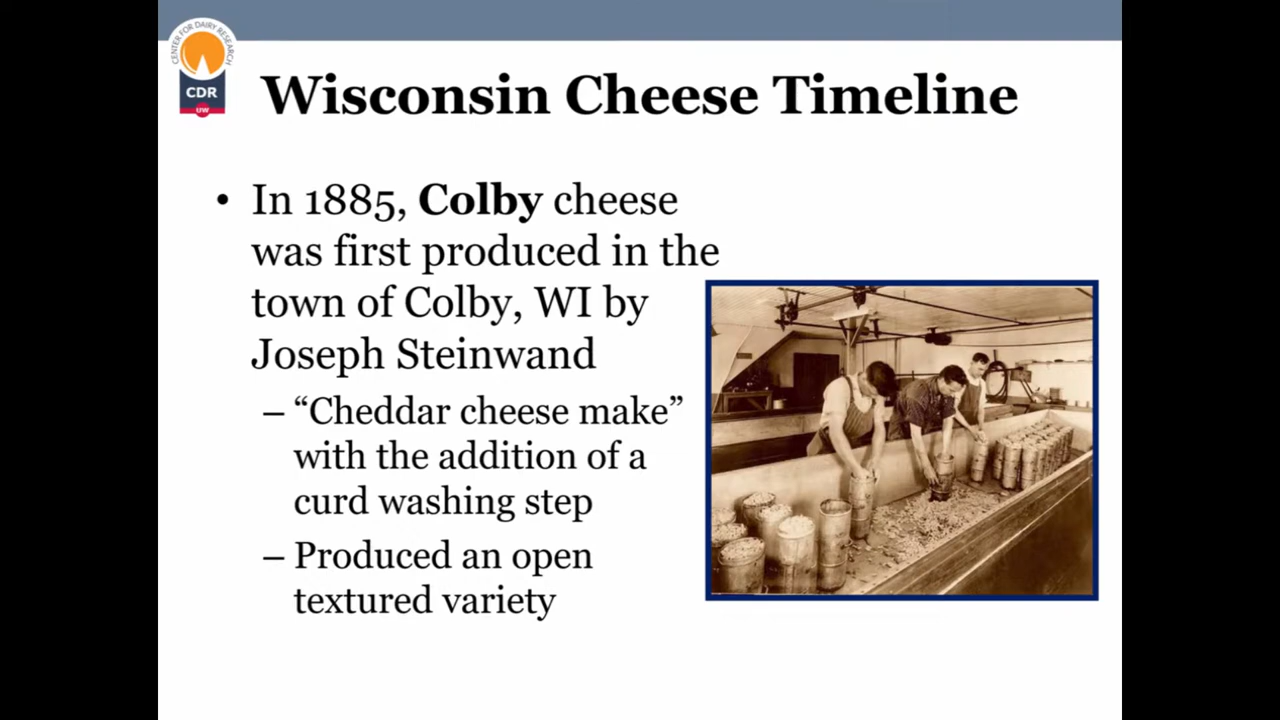 CENTER FOR DAIRY RESEARCH
CDR
UW
Wisconsin Cheese Timeline
• In 1885, Colby cheese
was first produced in the
town of Colby, WI by
Joseph Steinwand
– “Cheddar cheese make”
with the addition of a
curd washing step
– Produced an open
textured variety